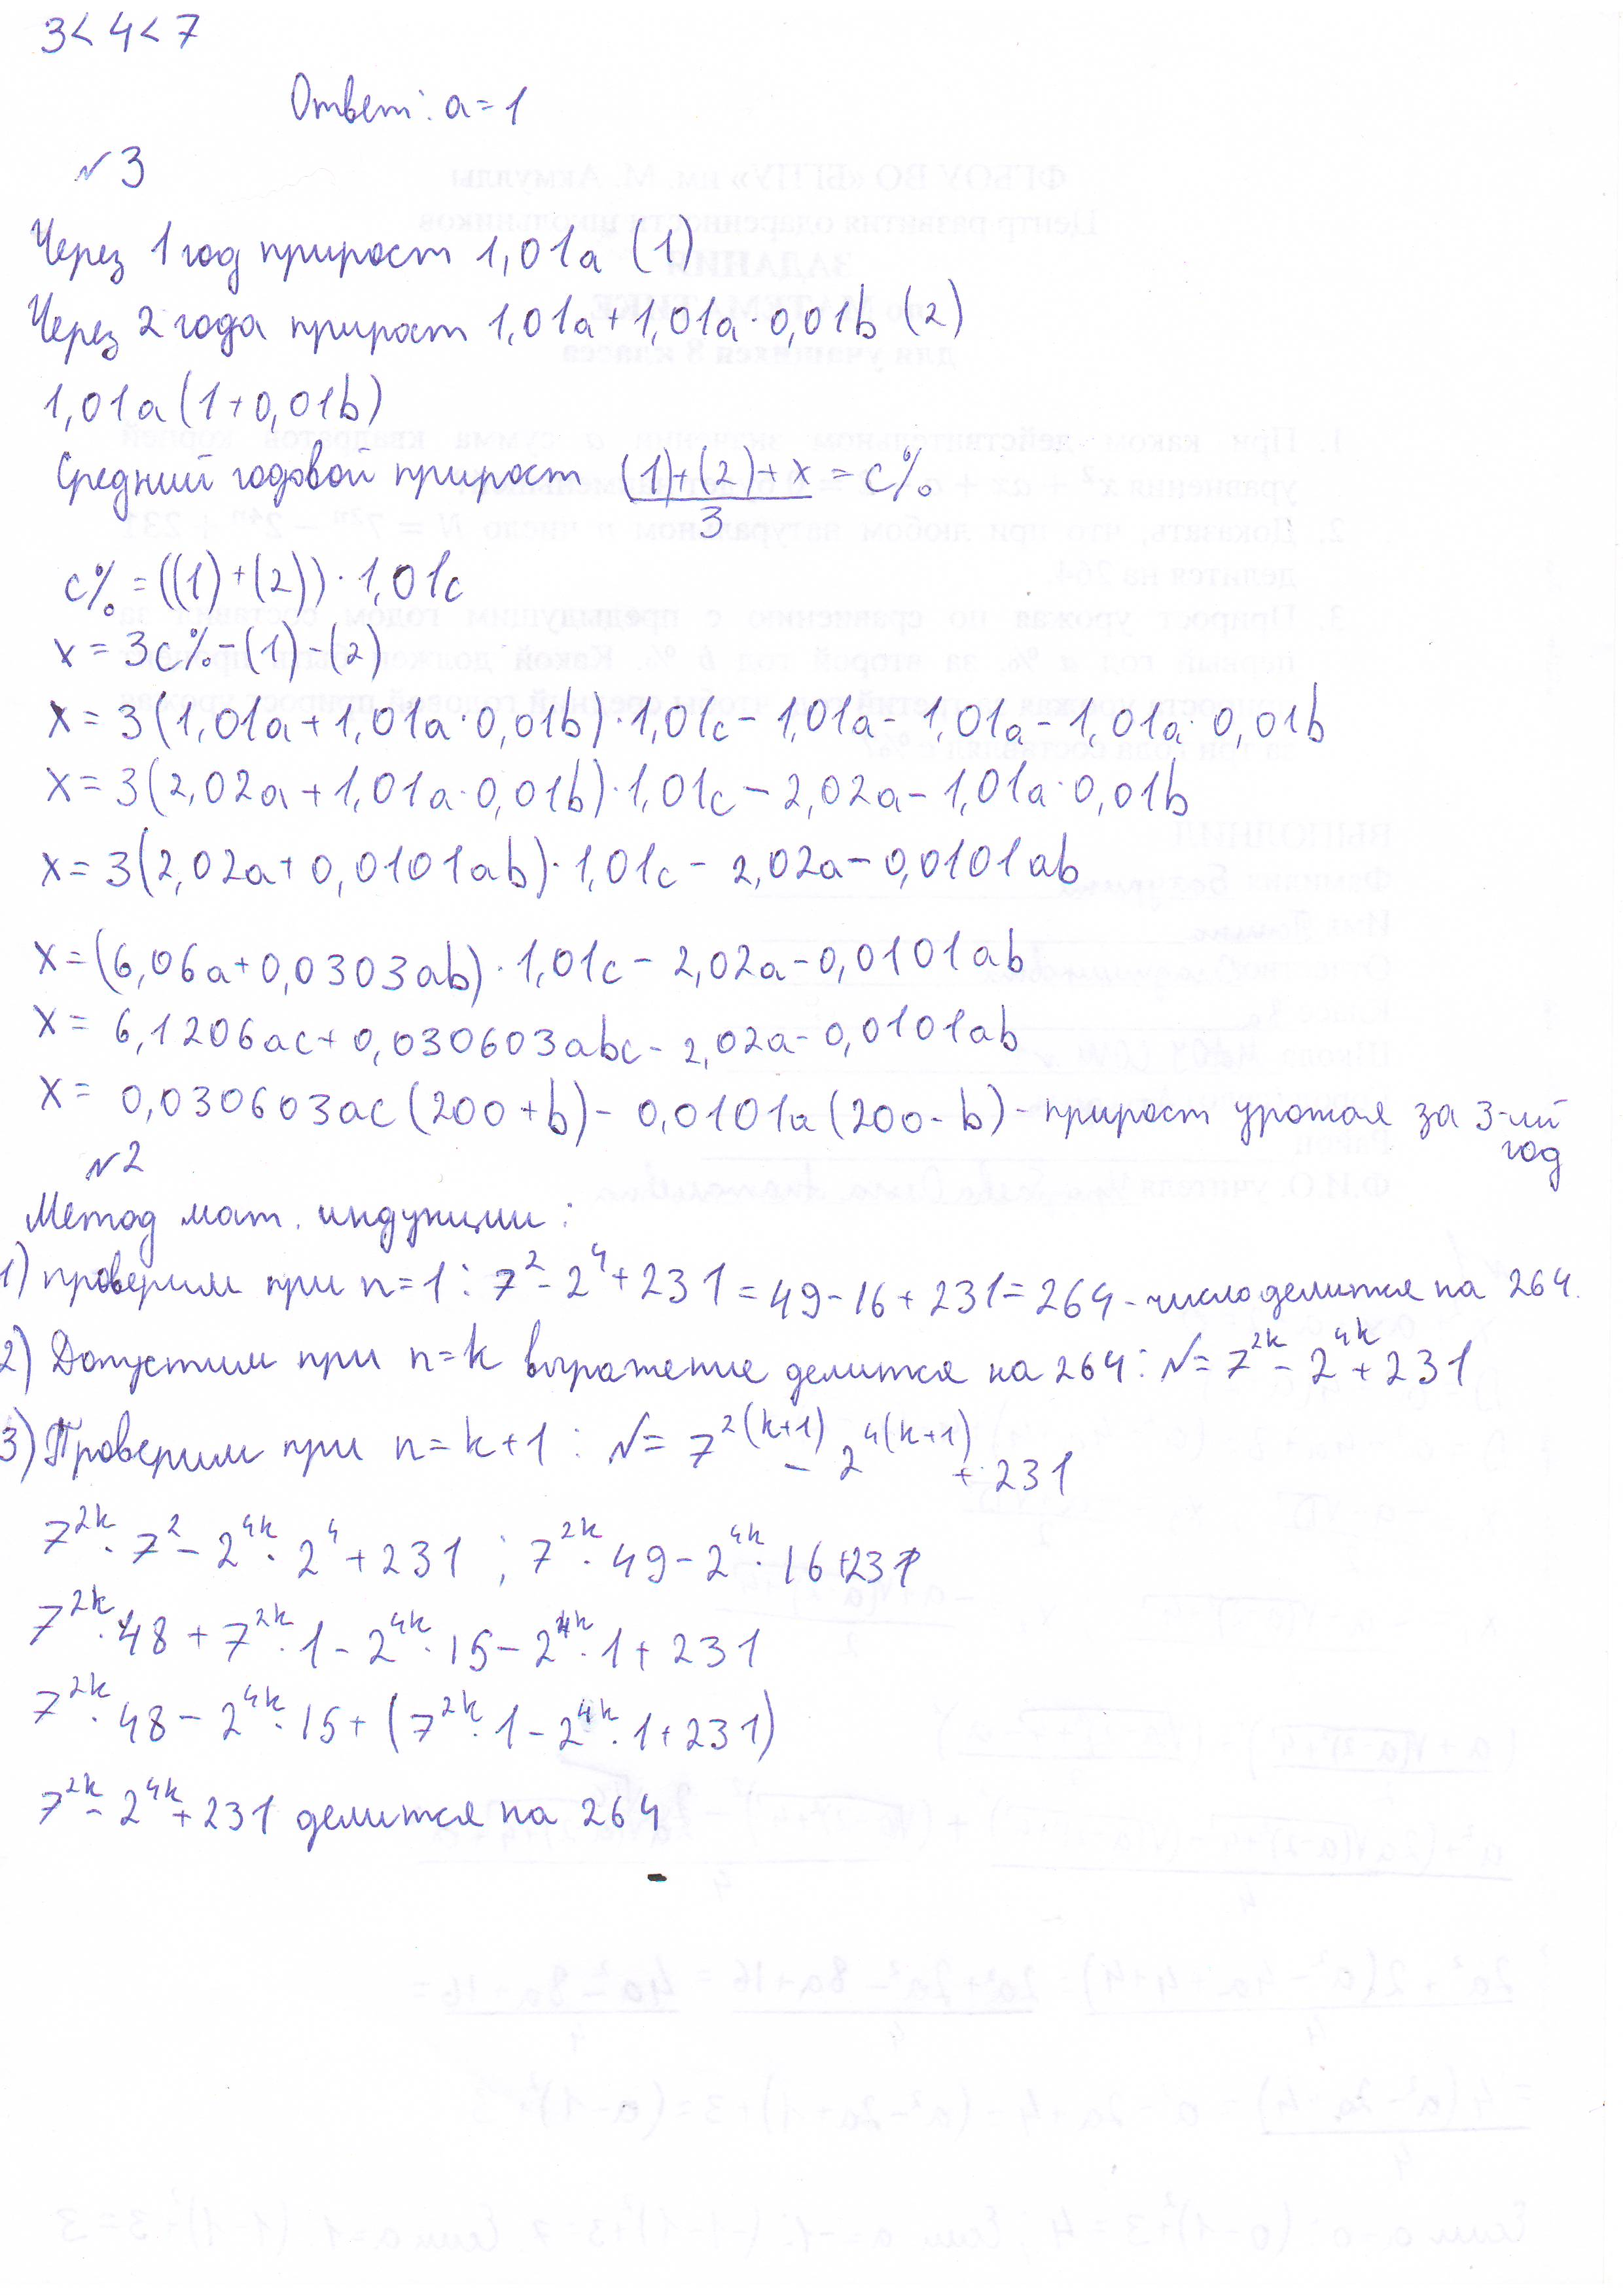 3 < 4 < 7
Ответ: a = 1
№3
Через 1 год прирост 1,01a (1)
Через 2 года прирост 1,01a + 1,01a · 0,01b (2)
1,01a (1 + 0,01b)
Средний годовой прирост ((1)+(2)+x)/3 = c%
c% = ((1) + (2)) · 1,01c
x = 3c% - (1) - (2)
x = 3(1,01a + 1,01a · 0,01b) · 1,01c - 1,01a - 1,01a - 1,01a · 0,01b
x = 3(2,02a + 1,01a · 0,01b) · 1,01c - 2,02a - 1,01a · 0,01b
x = 3(2,02a + 0,0101ab) · 1,01c - 2,02a - 0,0101ab
x = (6,06a + 0,0303ab) · 1,01c - 2,02a - 0,0101ab
x = 6,1206ac + 0,030603abc - 2,02a - 0,0101ab
x = 0,030603ac (200 + b) - 0,0101a (200 - b) - прирост урожая за 3-ий год
№2
Метод мат. индукции:
1) проверим при n = 1 : 7² - 2⁴ + 231 = 49 - 16 + 231 = 264 - число делится на 264.
2) Допустим при n = k выражение делится на 264 : N = 7^(2k) - 2^(4k) + 231
3) Проверим при n = k + 1 : N = 7^(2(k+1)) - 2^(4(k+1)) + 231
7^(2k) · 7² - 2^(4k) · 2⁴ + 231 ; 7^(2k) · 49 - 2^(4k) · 16 + 231
7^(2k) · 48 + 7^(2k) · 1 - 2^(4k) · 15 - 2^(4k) · 1 + 231
7^(2k) · 48 - 2^(4k) · 15 + (7^(2k) · 1 - 2^(4k) · 1 + 231)
7^(2k) - 2^(4k) + 231 делится на 264